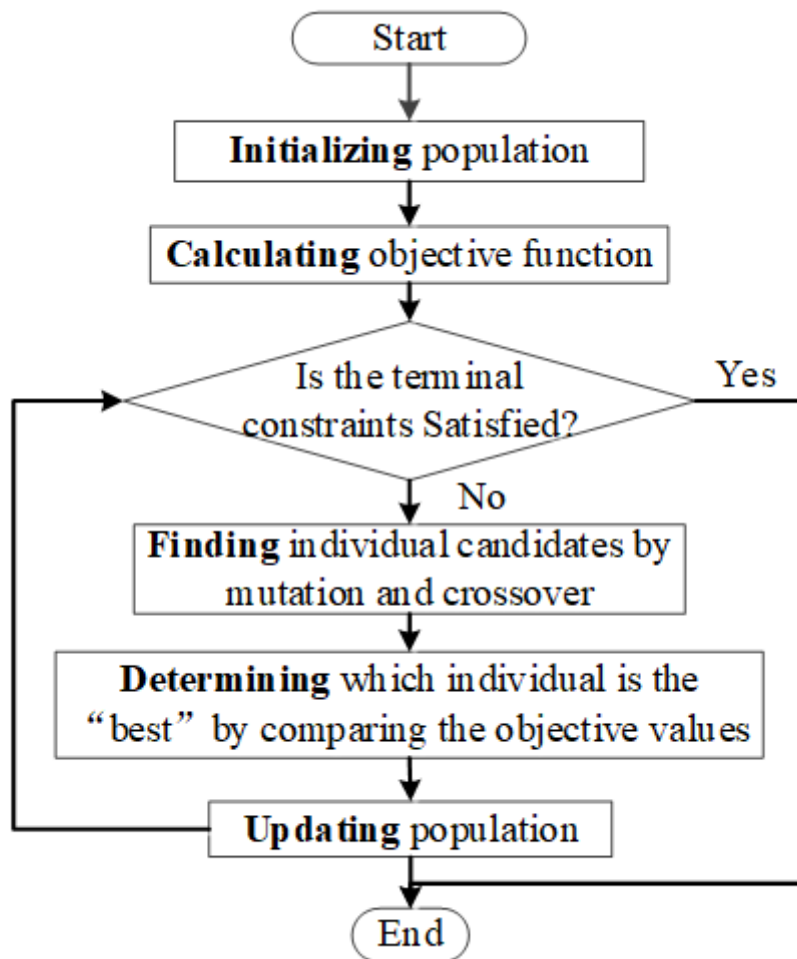 Start
Initializing population
Calculating objective function
Is the terminal
constraints Satisfied?
Yes
No
Finding individual candidates by
mutation and crossover
Determining which individual is the
“best” by comparing the objective values
Updating population
End